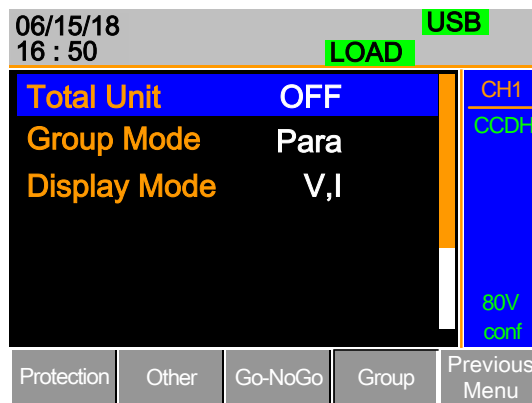 06/15/18
16 : 50
USB
LOAD
Total Unit OFF
Group Mode Para
Display Mode V,I
CH1
CCDH
80V
conf
Protection
Other
Go-NoGo
Group
Previous
Menu